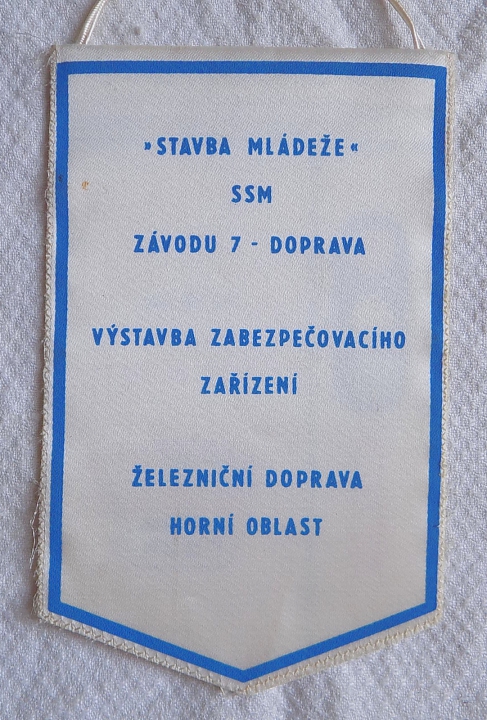 »STAVBA MLÁDEŽE«
SSM
ZÁVODU 7 - DOPRAVA
VÝSTAVBA ZABEZPEČOVACÍHO
ZAŘÍZENÍ
ŽELEZNIČNÍ DOPRAVA
HORNÍ OBLAST